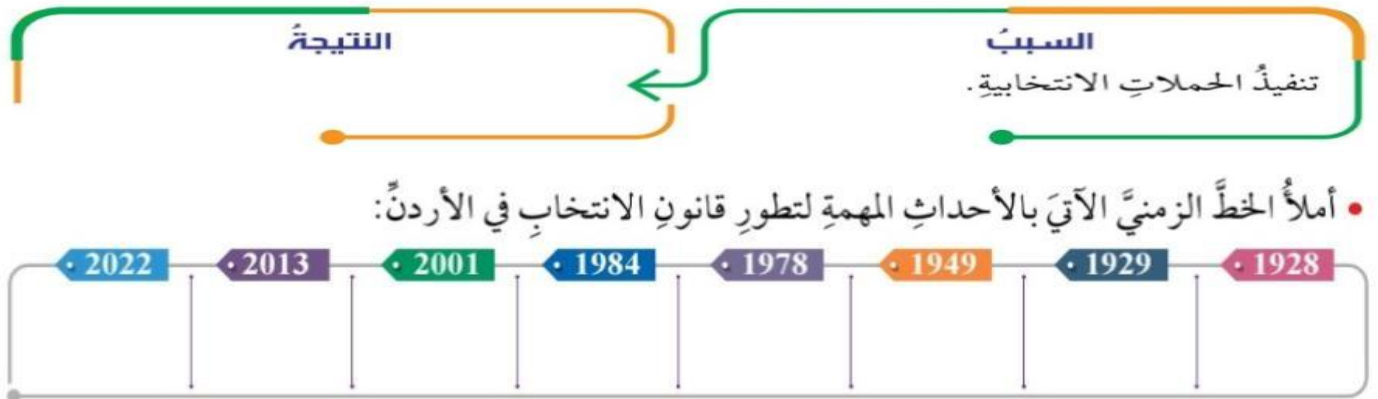 السببُ
النتيجةُ
تنفيذُ الحملاتِ الانتخابيةِ.
• أملأُ الخطَّ الزمنيَّ الآتيَ بالأحداثِ المهمةِ لتطورِ قانونِ الانتخابِ في الأردنِّ:
1928 1929 1949 1978 1984 2001 2013 2022